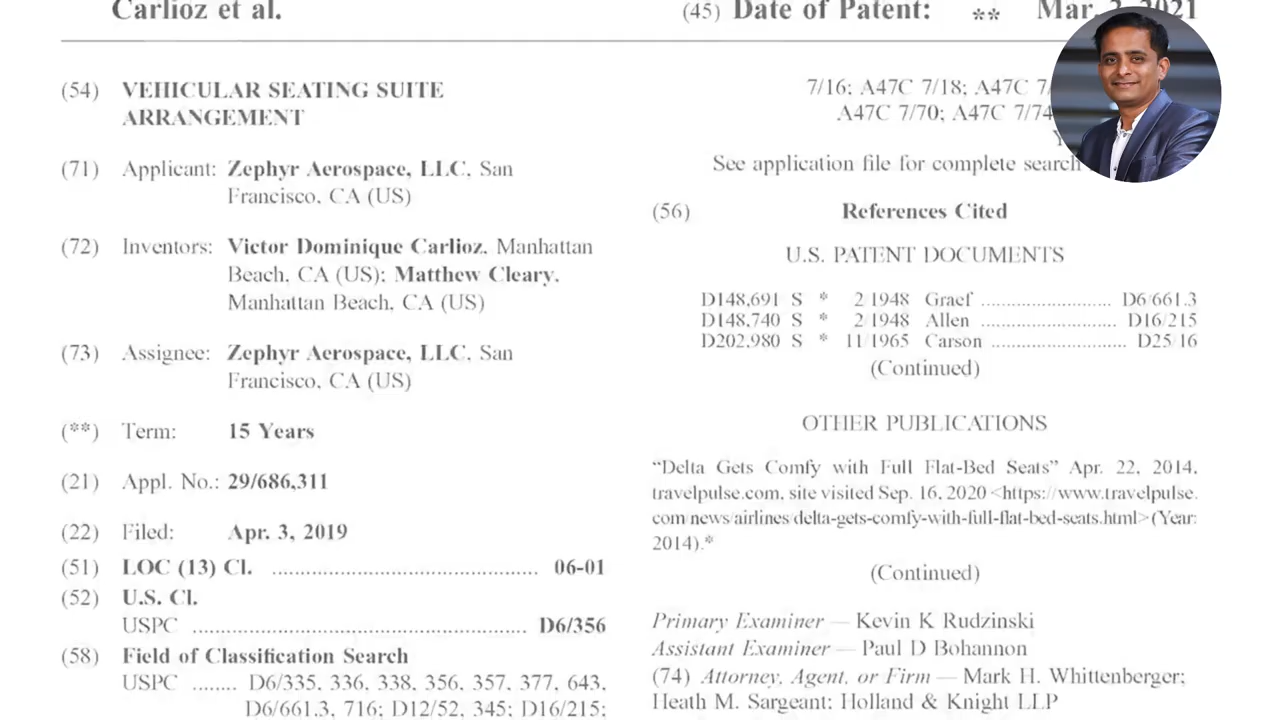 Carlioz et al.
(45) Date of Patent: ** Mar. 2, 2021
(54) VEHICULAR SEATING SUITE
ARRANGEMENT
(71) Applicant: Zephyr Aerospace, LLC, San
Francisco, CA (US)
(72) Inventors: Victor Dominique Carlioz, Manhattan
Beach, CA (US); Matthew Cleary,
Manhattan Beach, CA (US)
(73) Assignee: Zephyr Aerospace, LLC, San
Francisco, CA (US)
(**) Term: 15 Years
(21) Appl. No.: 29/686,311
(22) Filed: Apr. 3, 2019
(51) LOC (13) Cl. ........................................ 06-01
(52) U.S. Cl.
USPC .................................................. D6/356
(58) Field of Classification Search
USPC ........ D6/335, 336, 338, 356, 357, 377, 643,
D6/661.3, 716; D12/52, 345; D16/215;
7/16; A47C 7/18; A47C
A47C 7/70; A47C 7/74
See application file for complete search
(56) References Cited
U.S. PATENT DOCUMENTS
D148,691 S * 2/1948 Graef ...................... D6/661.3
D148,740 S * 2/1948 Allen ....................... D16/215
D202,980 S * 11/1965 Carson ....................... D25/16
(Continued)
OTHER PUBLICATIONS
“Delta Gets Comfy with Full Flat-Bed Seats” Apr. 22, 2014,
travelpulse.com, site visited Sep. 16, 2020 <https://www.travelpulse.
com/news/airlines/delta-gets-comfy-with-full-flat-bed-seats.html> (Year:
2014).*
(Continued)
Primary Examiner — Kevin K Rudzinski
Assistant Examiner — Paul D Bohannon
(74) Attorney, Agent, or Firm — Mark H. Whittenberger;
Heath M. Sargeant; Holland & Knight LLP